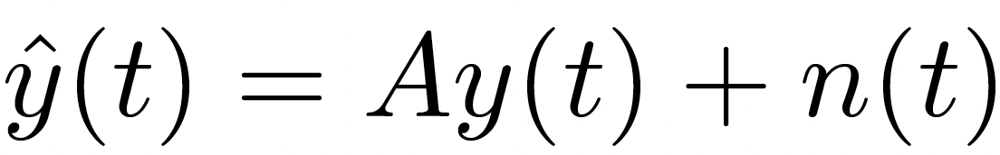 ŷ(t) = Ay(t) + n(t)